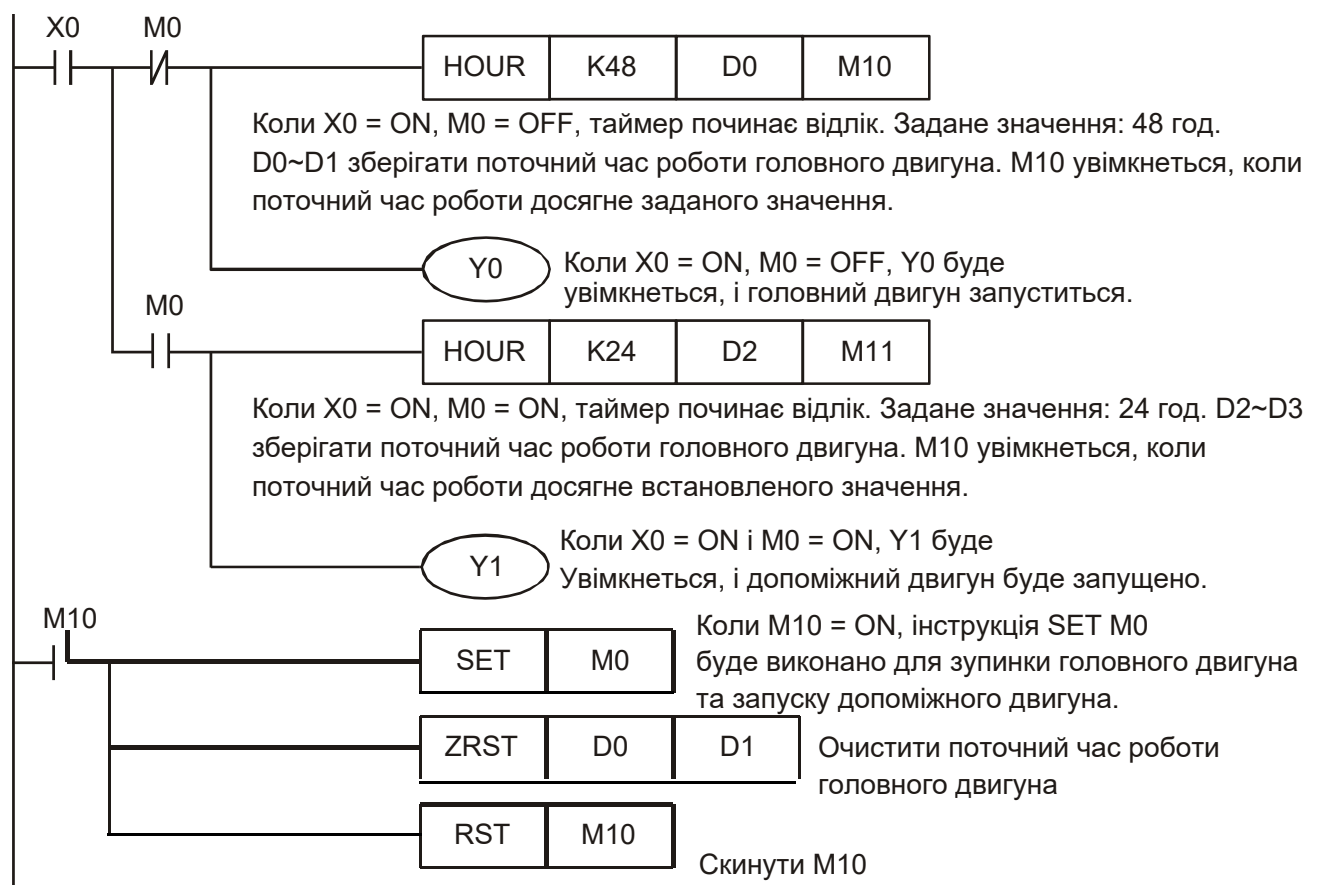 X0 M0
HOUR K48 D0 M10
Коли X0 = ON, M0 = OFF, таймер починає відлік. Задане значення: 48 год.
D0~D1 зберігати поточний час роботи головного двигуна. M10 увімкнеться, коли
поточний час роботи досягне заданого значення.
Y0
Коли X0 = ON, M0 = OFF, Y0 буде
увімкнеться, і головний двигун запуститься.
M0
HOUR K24 D2 M11
Коли X0 = ON, M0 = ON, таймер починає відлік. Задане значення: 24 год. D2~D3
зберігати поточний час роботи головного двигуна. M10 увімкнеться, коли
поточний час роботи досягне встановленого значення.
Y1
Коли X0 = ON і M0 = ON, Y1 буде
Увімкнеться, і допоміжний двигун буде запущено.
M10
SET M0
Коли M10 = ON, інструкція SET M0
буде виконано для зупинки головного двигуна
та запуску допоміжного двигуна.
ZRST D0 D1
Очистити поточний час роботи
головного двигуна
RST M10
Скинути M10